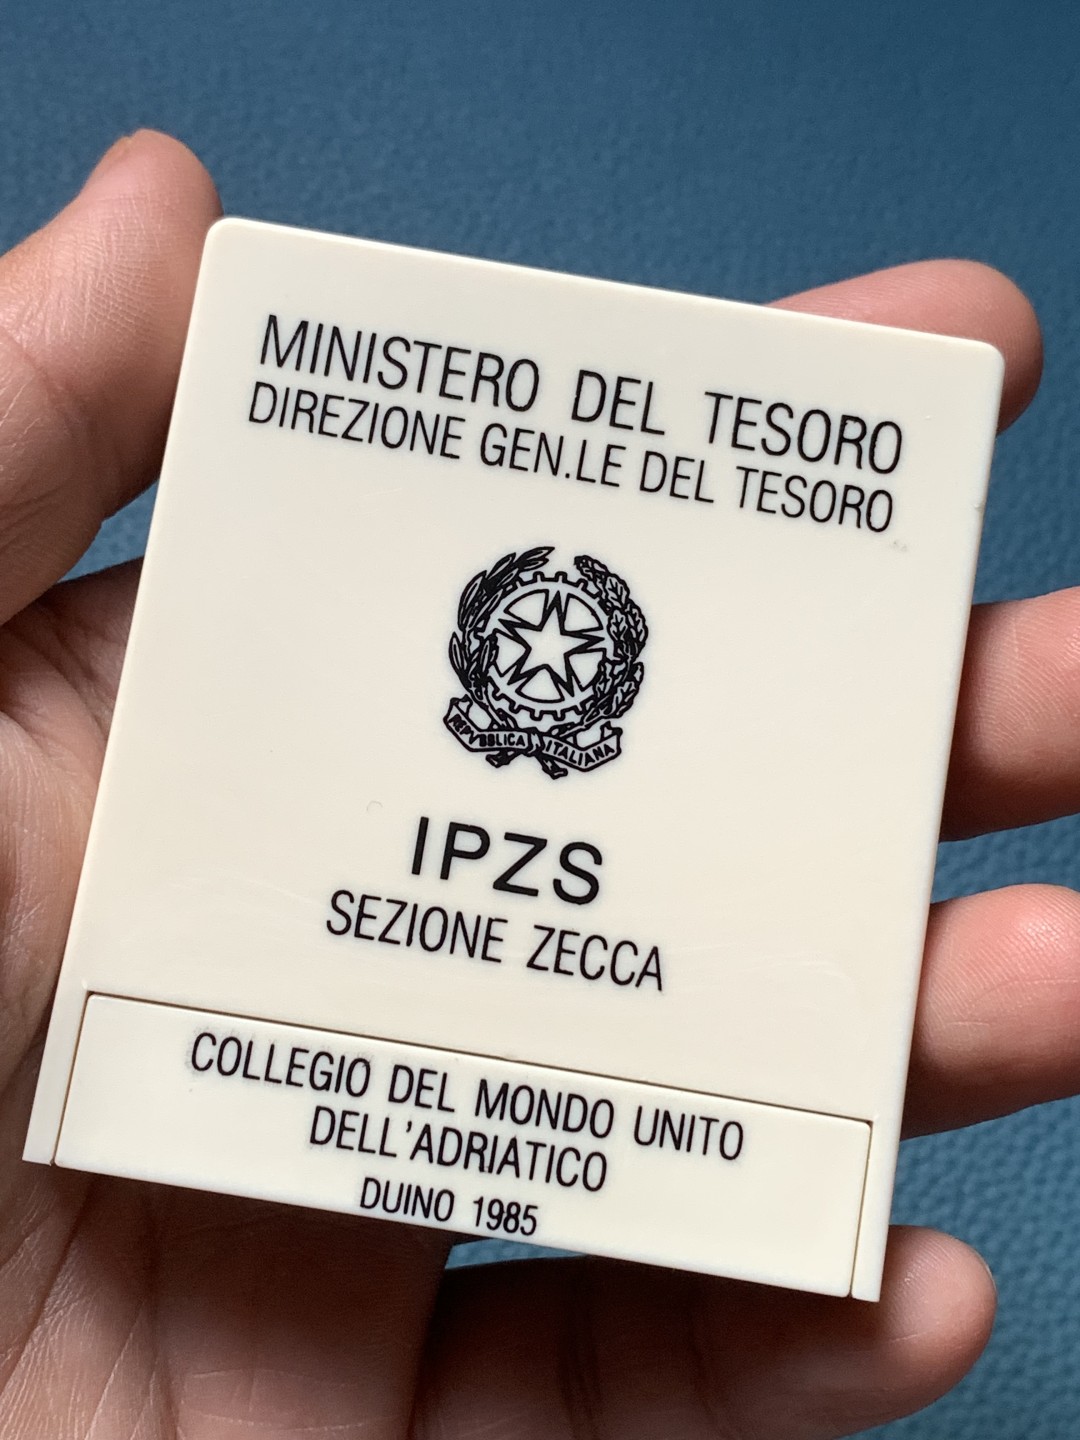 MINISTERO DEL TESORO
DIREZIONE GEN.LE DEL TESORO
REPVBBLICA ITALIANA
IPZS
SEZIONE ZECCA
COLLEGIO DEL MONDO UNITO
DELL'ADRIATICO
DUINO 1985